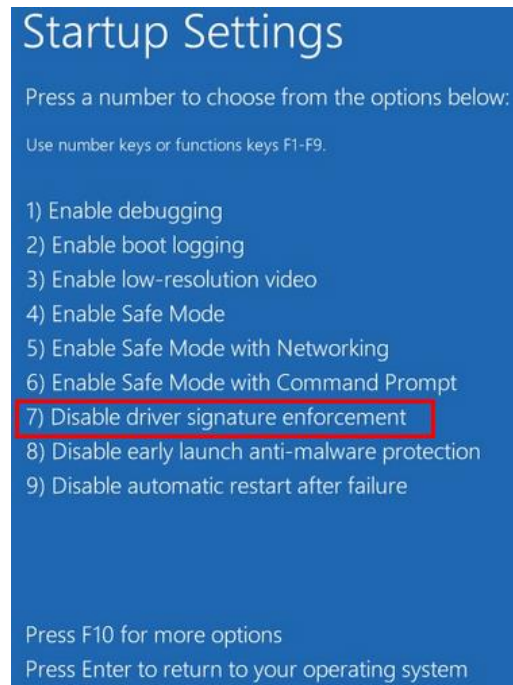 Startup Settings
Press a number to choose from the options below:
Use number keys or functions keys F1-F9.
1) Enable debugging
2) Enable boot logging
3) Enable low-resolution video
4) Enable Safe Mode
5) Enable Safe Mode with Networking
6) Enable Safe Mode with Command Prompt
7) Disable driver signature enforcement
8) Disable early launch anti-malware protection
9) Disable automatic restart after failure
Press F10 for more options
Press Enter to return to your operating system